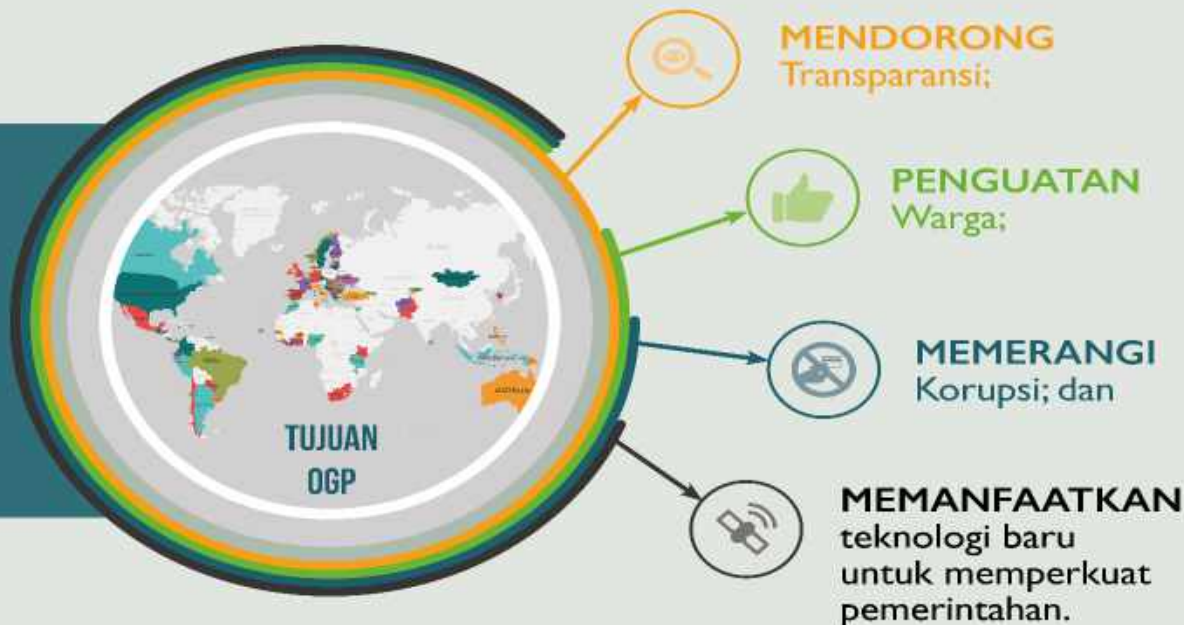 MENDORONG
Transparansi;
PENGUATAN
Warga;
MEMERANGI
Korupsi; dan
TUJUAN
OGP
MEMANFAATKAN
teknologi baru
untuk memperkuat
pemerintahan.